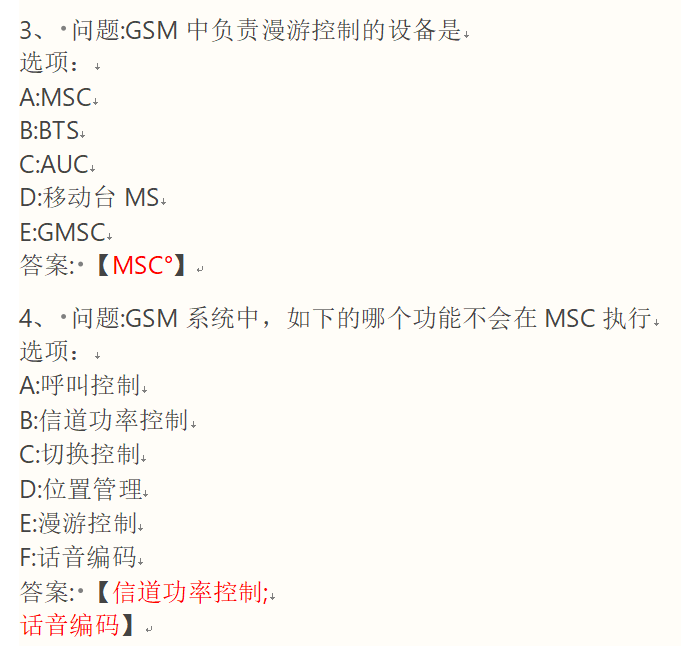 3、 问题:GSM 中负责漫游控制的设备是
选项：
A:MSC
B:BTS
C:AUC
D:移动台 MS
E:GMSC
答案: 【MSC°】
4、 问题:GSM 系统中，如下的哪个功能不会在 MSC 执行
选项：
A:呼叫控制
B:信道功率控制
C:切换控制
D:位置管理
E:漫游控制
F:话音编码
答案: 【信道功率控制;
话音编码】